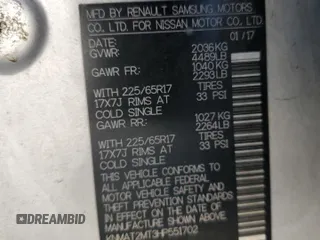 MFD BY RENAULT SAMSUNG MOTORS
CO. LTD. FOR NISSAN MOTOR CO. LTD.
DATE: 01/17
GVWR: 2036KG
4489LB
GAWR FR: 1040KG
2293LB
WITH 225/65R17 TIRES
17X7J RIMS AT 33 PSI
COLD SINGLE
GAWR RR: 1027KG
2264LB
WITH 225/65R17 TIRES
17X7J RIMS AT 33 PSI
COLD SINGLE
THIS VEHICLE CONFORMS TO ALL
APPLICABLE FEDERAL MOTOR
VEHICLE SAFETY AND
THEFT PREVENTION STANDARDS
IN EFFECT ON THE DATE OF
MANUFACTURE SHOWN ABOVE.
KNMAT2MT3HP551702
DREAMBID
DREAMBID